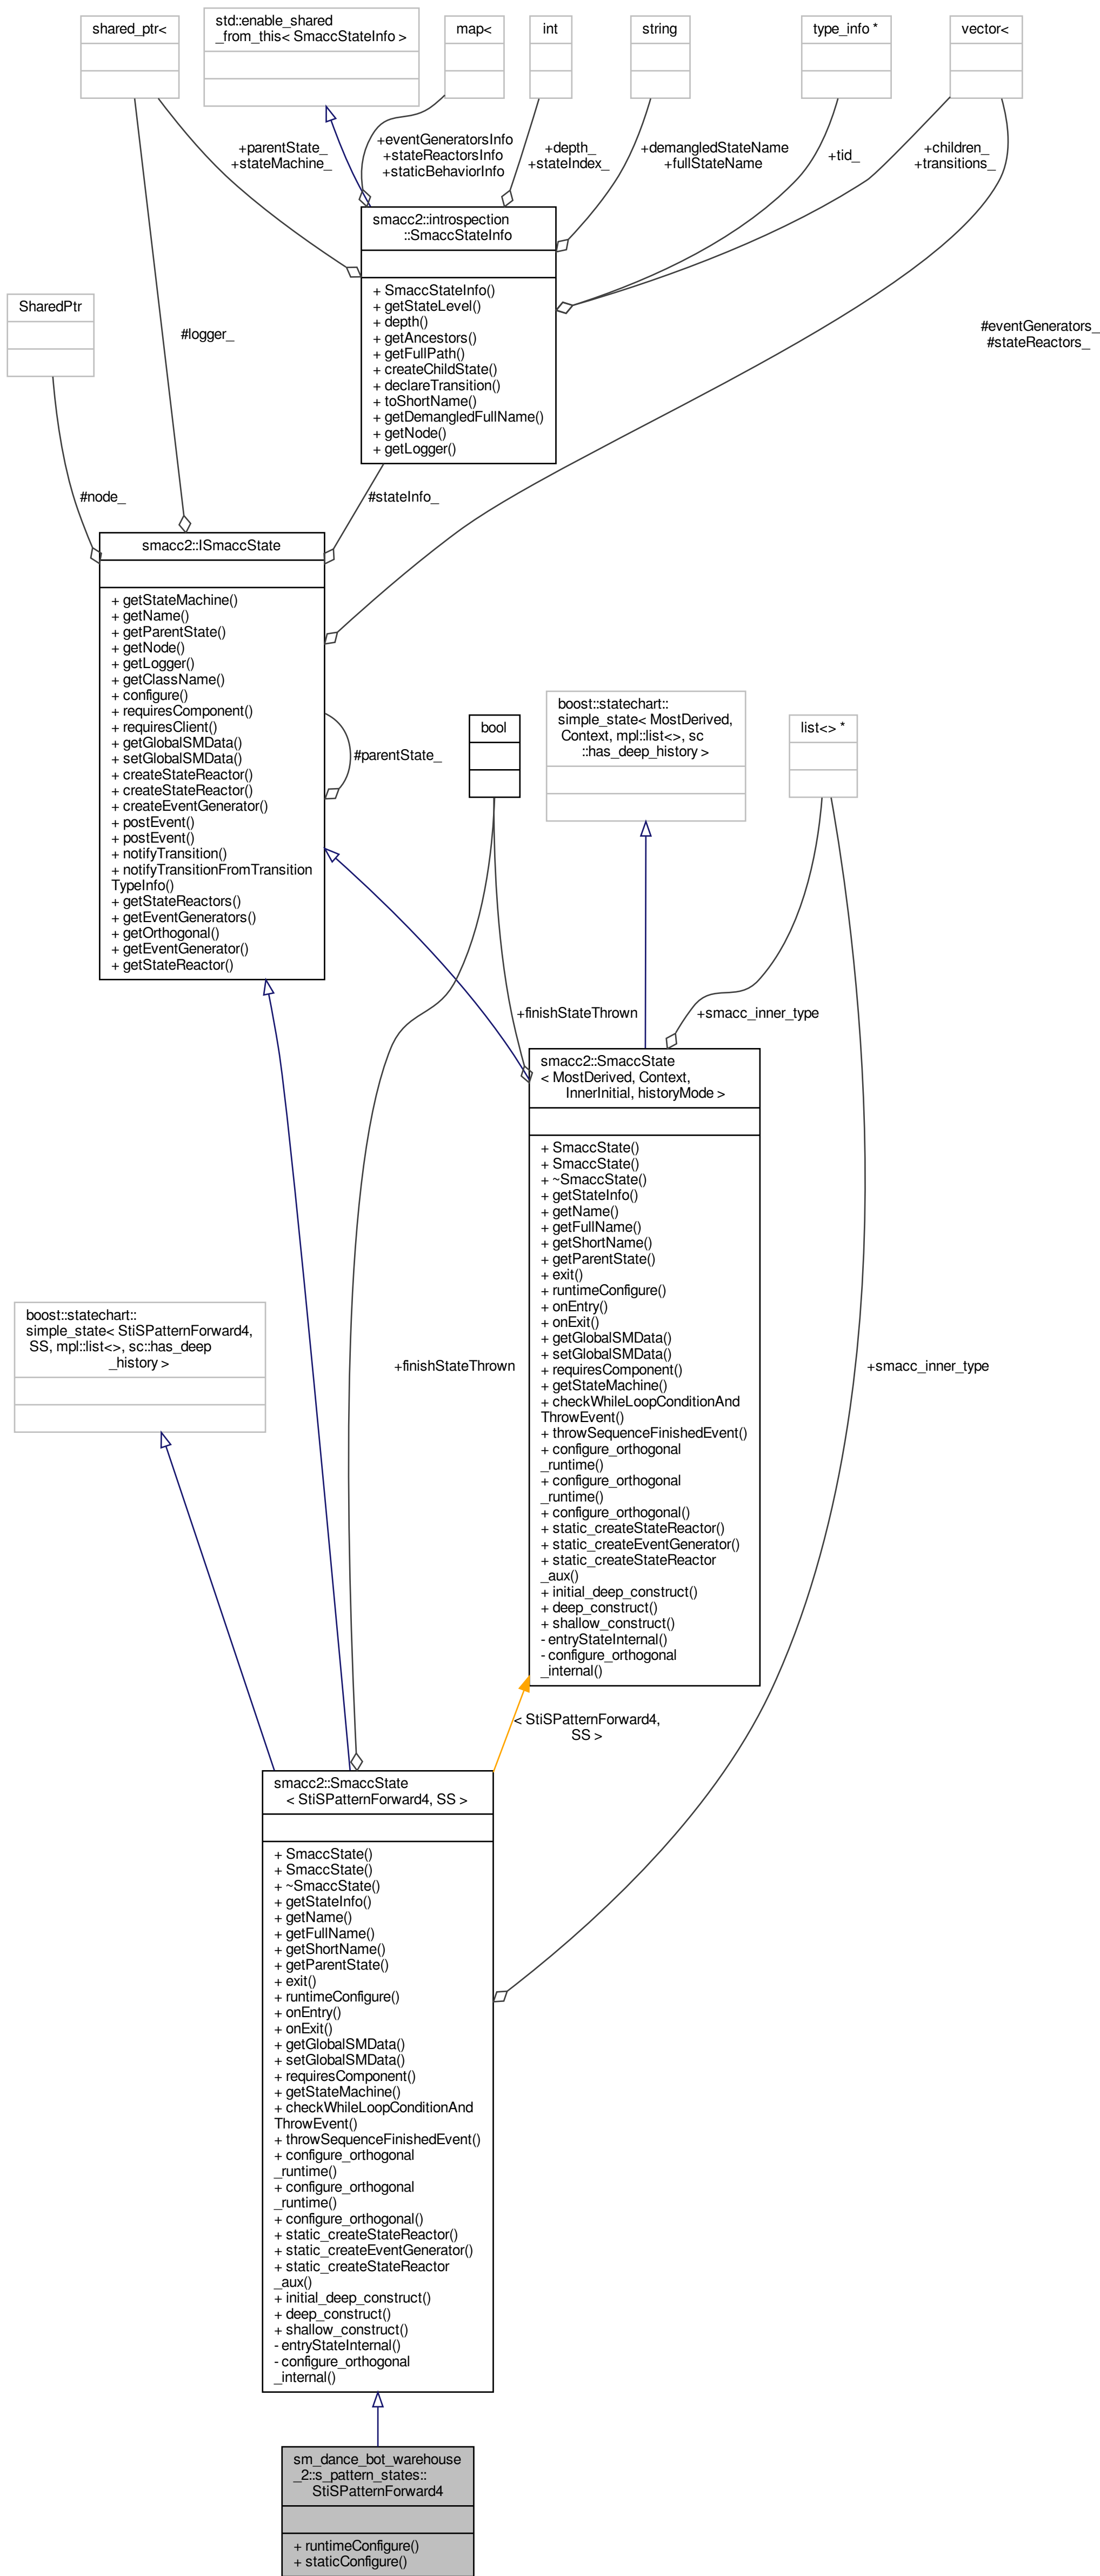 shared_ptr<
std::enable_shared
_from_this< SmaccStateInfo >
map<
int
string
type_info *
vector<
+parentState_
+stateMachine_
+eventGeneratorsInfo
+stateReactorsInfo
+staticBehaviorInfo
+depth_
+stateIndex_
+demangledStateName
+fullStateName
+tid_
+children_
+transitions_
smacc2::introspection
::SmaccStateInfo
+ SmaccStateInfo()
+ getStateLevel()
+ depth()
+ getAncestors()
+ getFullPath()
+ createChildState()
+ declareTransition()
+ toShortName()
+ getDemangledFullName()
+ getNode()
+ getLogger()
SharedPtr
#logger_
#eventGenerators_
#stateReactors_
#node_
#stateInfo_
smacc2::ISmaccState
+ getStateMachine()
+ getName()
+ getParentState()
+ getNode()
+ getLogger()
+ getClassName()
+ configure()
+ requiresComponent()
+ requiresClient()
+ getGlobalSMData()
+ setGlobalSMData()
+ createStateReactor()
+ createStateReactor()
+ createEventGenerator()
+ postEvent()
+ postEvent()
+ notifyTransition()
+ notifyTransitionFromTransition
TypeInfo()
+ getStateReactors()
+ getEventGenerators()
+ getOrthogonal()
+ getEventGenerator()
+ getStateReactor()
#parentState_
bool
boost::statechart::
simple_state< MostDerived,
Context, mpl::list<>, sc
::has_deep_history >
list<> *
+finishStateThrown
+smacc_inner_type
smacc2::SmaccState
< MostDerived, Context,
InnerInitial, historyMode >
+ SmaccState()
+ SmaccState()
+ ~SmaccState()
+ getStateInfo()
+ getName()
+ getFullName()
+ getShortName()
+ getParentState()
+ exit()
+ runtimeConfigure()
+ onEntry()
+ onExit()
+ getGlobalSMData()
+ setGlobalSMData()
+ requiresComponent()
+ getStateMachine()
+ checkWhileLoopConditionAnd
ThrowEvent()
+ throwSequenceFinishedEvent()
+ configure_orthogonal
_runtime()
+ configure_orthogonal
_runtime()
+ configure_orthogonal()
+ static_createStateReactor()
+ static_createEventGenerator()
+ static_createStateReactor
_aux()
+ initial_deep_construct()
+ deep_construct()
+ shallow_construct()
- entryStateInternal()
- configure_orthogonal
_internal()
boost::statechart::
simple_state< StiSPatternForward4,
SS, mpl::list<>, sc::has_deep
_history >
+finishStateThrown
+smacc_inner_type
< StiSPatternForward4,
SS >
smacc2::SmaccState
< StiSPatternForward4, SS >
+ SmaccState()
+ SmaccState()
+ ~SmaccState()
+ getStateInfo()
+ getName()
+ getFullName()
+ getShortName()
+ getParentState()
+ exit()
+ runtimeConfigure()
+ onEntry()
+ onExit()
+ getGlobalSMData()
+ setGlobalSMData()
+ requiresComponent()
+ getStateMachine()
+ checkWhileLoopConditionAnd
ThrowEvent()
+ throwSequenceFinishedEvent()
+ configure_orthogonal
_runtime()
+ configure_orthogonal
_runtime()
+ configure_orthogonal()
+ static_createStateReactor()
+ static_createEventGenerator()
+ static_createStateReactor
_aux()
+ initial_deep_construct()
+ deep_construct()
+ shallow_construct()
- entryStateInternal()
- configure_orthogonal
_internal()
sm_dance_bot_warehouse
_2::s_pattern_states::
StiSPatternForward4
+ runtimeConfigure()
+ staticConfigure()